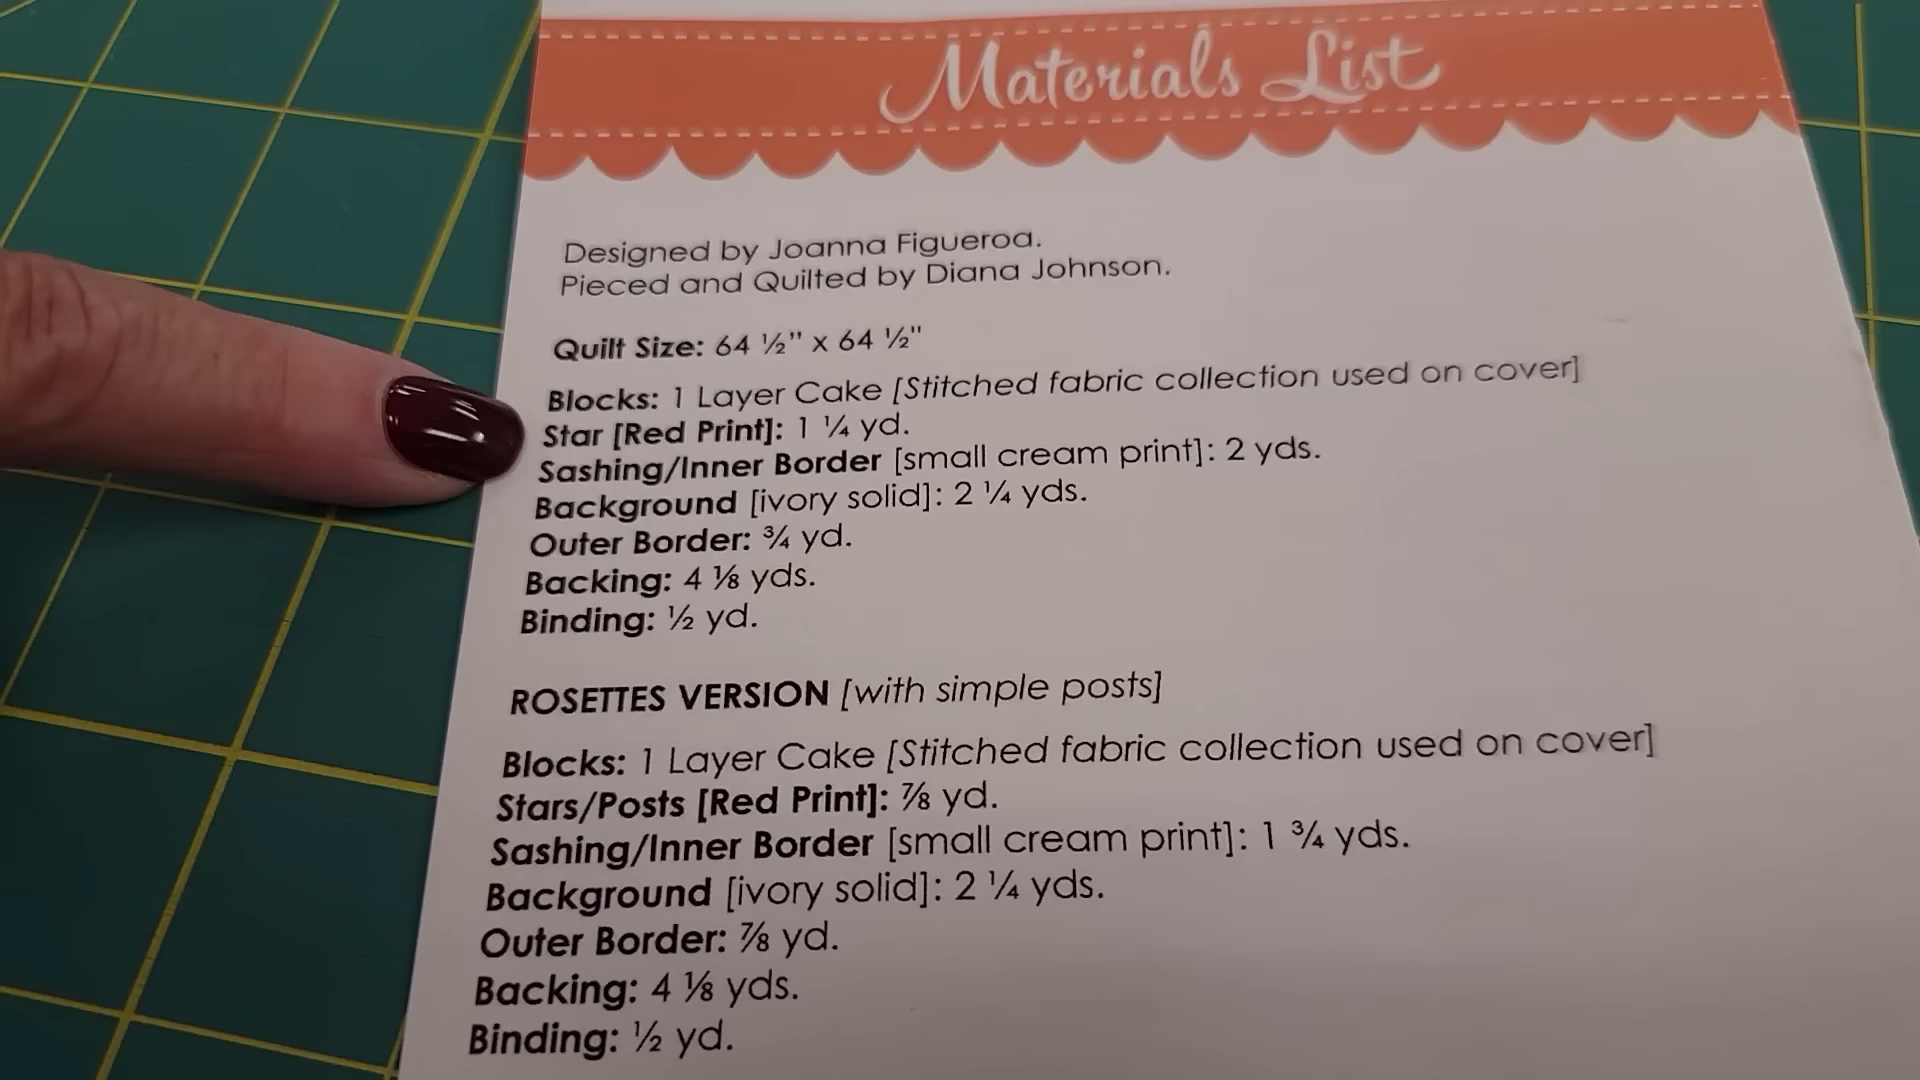 Materials List
Designed by Joanna Figueroa.
Pieced and Quilted by Diana Johnson.
Quilt Size: 64 ½" x 64 ½"
Blocks: 1 Layer Cake [Stitched fabric collection used on cover]
Star [Red Print]: 1 ¼ yd.
Sashing/Inner Border [small cream print]: 2 yds.
Background [ivory solid]: 2 ¼ yds.
Outer Border: ¾ yd.
Backing: 4 ⅛ yds.
Binding: ½ yd.
ROSETTES VERSION [with simple posts]
Blocks: 1 Layer Cake [Stitched fabric collection used on cover]
Stars/Posts [Red Print]: ⅞ yd.
Sashing/Inner Border [small cream print]: 1 ¾ yds.
Background [ivory solid]: 2 ¼ yds.
Outer Border: ⅞ yd.
Backing: 4 ⅛ yds.
Binding: ½ yd.